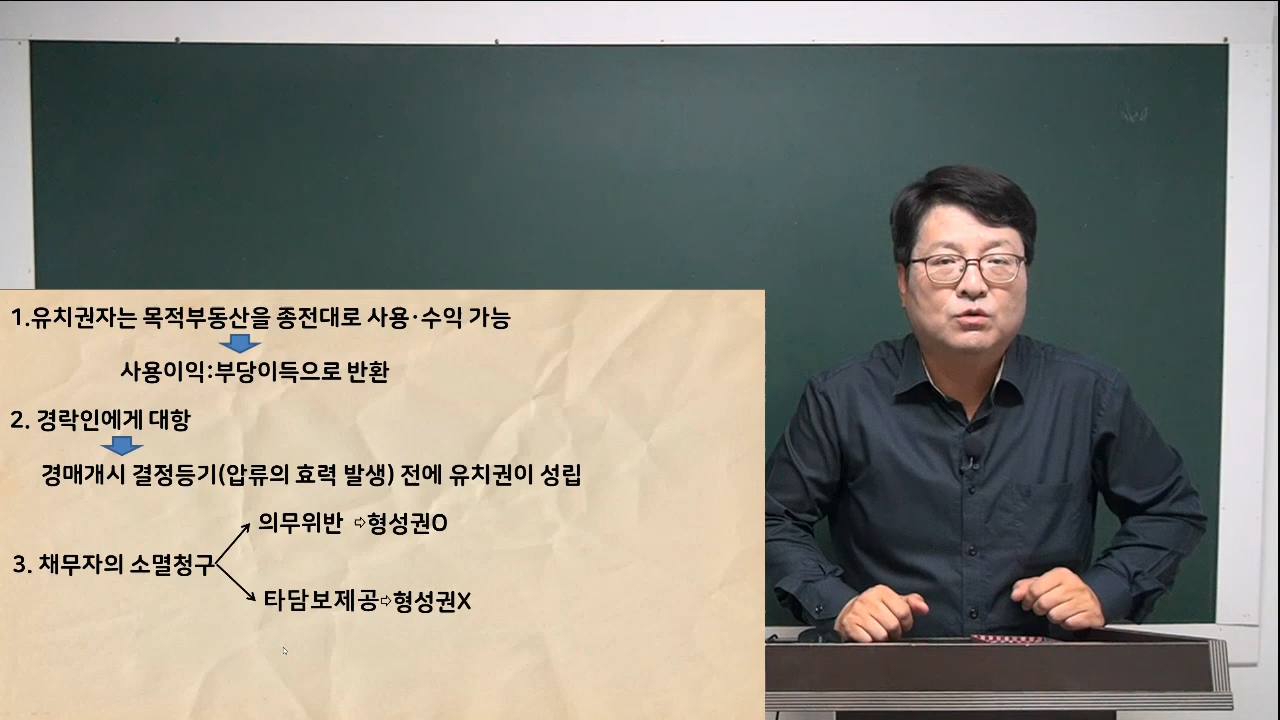 1.유치권자는 목적부동산을 종전대로 사용·수익 가능
사용이익:부당이득으로 반환
2. 경락인에게 대항
경매개시 결정등기(압류의 효력 발생) 전에 유치권이 성립
의무위반 ⇨형성권O
3. 채무자의 소멸청구
타담보제공⇨형성권X